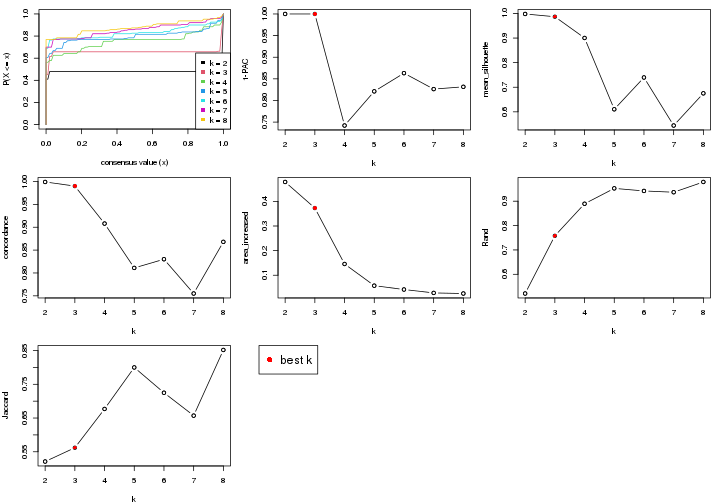 P(X <= x)
0.0 0.2 0.4 0.6 0.8 1.0
0.0 0.2 0.4 0.6 0.8 1.0
consensus value (x)
k = 2
k = 3
k = 4
k = 5
k = 6
k = 7
k = 8
1-PAC
0.75 0.80 0.85 0.90 0.95 1.00
2 3 4 5 6 7 8
k
mean_silhouette
0.6 0.7 0.8 0.9 1.0
2 3 4 5 6 7 8
k
concordance
0.75 0.80 0.85 0.90 0.95 1.00
2 3 4 5 6 7 8
k
area_increased
0.1 0.2 0.3 0.4
2 3 4 5 6 7 8
k
Rand
0.6 0.7 0.8 0.9
2 3 4 5 6 7 8
k
Jaccard
0.55 0.65 0.75 0.85
2 3 4 5 6 7 8
k
best k